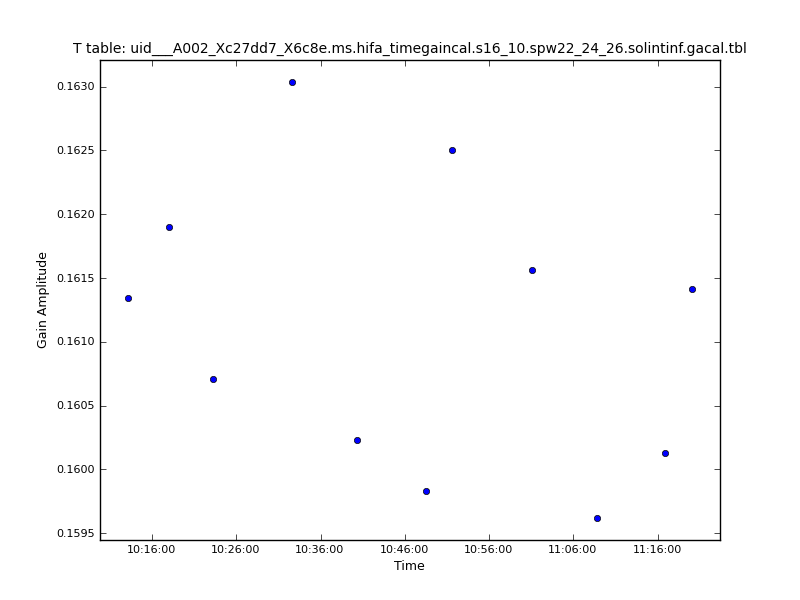 T table: uid___A002_Xc27dd7_X6c8e.ms.hifa_timegaincal.s16_10.spw22_24_26.solintinf.gacal.tbl
0.1630
0.1625
0.1620
0.1615
0.1610
0.1605
0.1600
0.1595
Gain Amplitude
10:16:00 10:26:00 10:36:00 10:46:00 10:56:00 11:06:00 11:16:00
Time